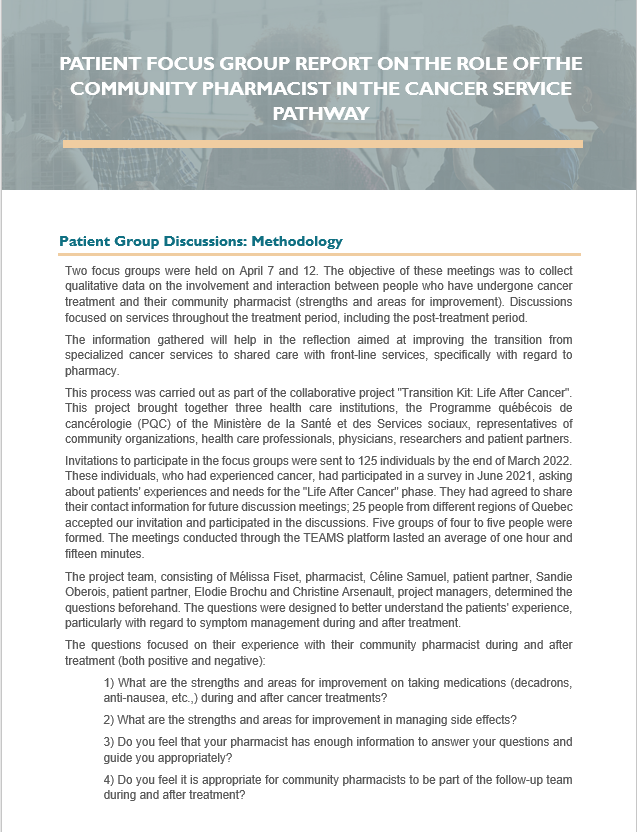 PATIENT FOCUS GROUP REPORT ON THE ROLE OF THE
COMMUNITY PHARMACIST IN THE CANCER SERVICE
PATHWAY
Patient Group Discussions: Methodology
Two focus groups were held on April 7 and 12. The objective of these meetings was to collect
qualitative data on the involvement and interaction between people who have undergone cancer
treatment and their community pharmacist (strengths and areas for improvement). Discussions
focused on services throughout the treatment period, including the post-treatment period.
The information gathered will help in the reflection aimed at improving the transition from
specialized cancer services to shared care with front-line services, specifically with regard to
pharmacy.
This process was carried out as part of the collaborative project "Transition Kit: Life After Cancer".
This project brought together three health care institutions, the Programme québécois de
cancérologie (PQC) of the Ministère de la Santé et des Services sociaux, representatives of
community organizations, health care professionals, physicians, researchers and patient partners.
Invitations to participate in the focus groups were sent to 125 individuals by the end of March 2022.
These individuals, who had experienced cancer, had participated in a survey in June 2021, asking
about patients' experiences and needs for the "Life After Cancer" phase. They had agreed to share
their contact information for future discussion meetings; 25 people from different regions of Quebec
accepted our invitation and participated in the discussions. Five groups of four to five people were
formed. The meetings conducted through the TEAMS platform lasted an average of one hour and
fifteen minutes.
The project team, consisting of Mélissa Fiset, pharmacist, Céline Samuel, patient partner, Sandie
Oberois, patient partner, Elodie Brochu and Christine Arsenault, project managers, determined the
questions beforehand. The questions were designed to better understand the patients' experience,
particularly with regard to symptom management during and after treatment.
The questions focused on their experience with their community pharmacist during and after
treatment (both positive and negative):
1) What are the strengths and areas for improvement on taking medications (decadrons,
anti-nausea, etc.,) during and after cancer treatments?
2) What are the strengths and areas for improvement in managing side effects?
3) Do you feel that your pharmacist has enough information to answer your questions and
guide you appropriately?
4) Do you feel it is appropriate for community pharmacists to be part of the follow-up team
during and after treatment?